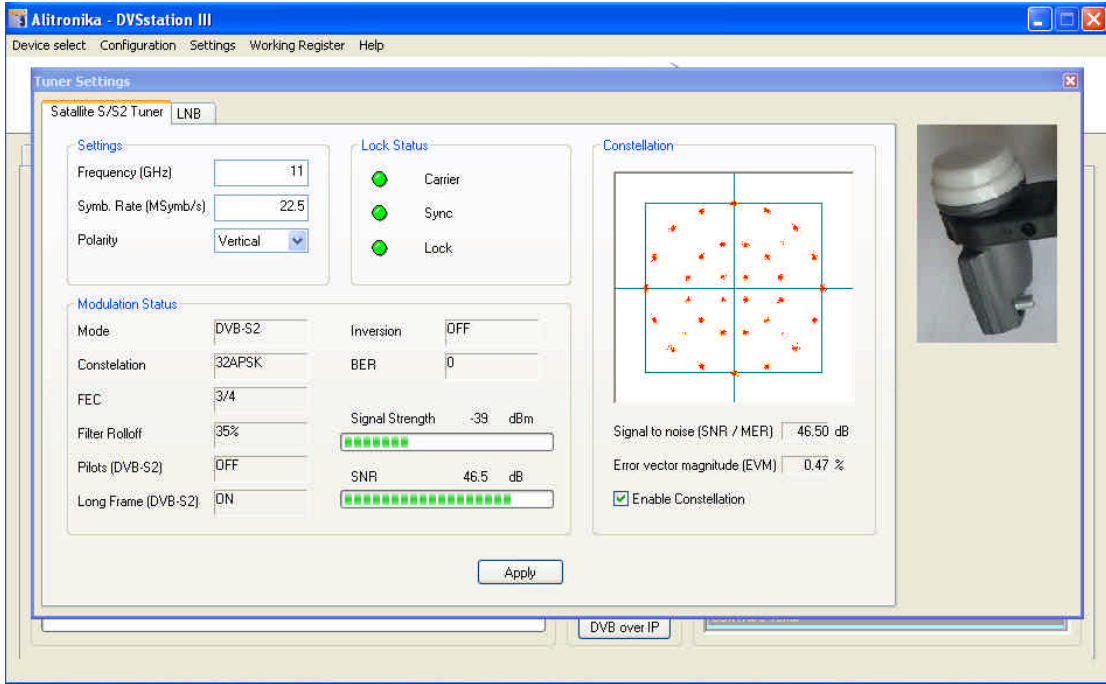 Alitronika - DVSstation III
Device select Configuration Settings Working Register Help
Tuner Settings
Satallite S/S2 Tuner LNB
Settings
Frequency (GHz) 11
Symb. Rate (MSymb/s) 22.5
Polarity Vertical
Lock Status
Carrier
Sync
Lock
Modulation Status
Mode DVB-S2
Constelation 32APSK
FEC 3/4
Filter Rolloff 35%
Pilots (DVB-S2) OFF
Long Frame (DVB-S2) ON
Inversion OFF
BER 0
Signal Strength -39 dBm
SNR 46.5 dB
Constellation
Signal to noise (SNR / MER) 46.50 dB
Error vector magnitude (EVM) 0.47 %
Enable Constellation
Apply
DVB over IP